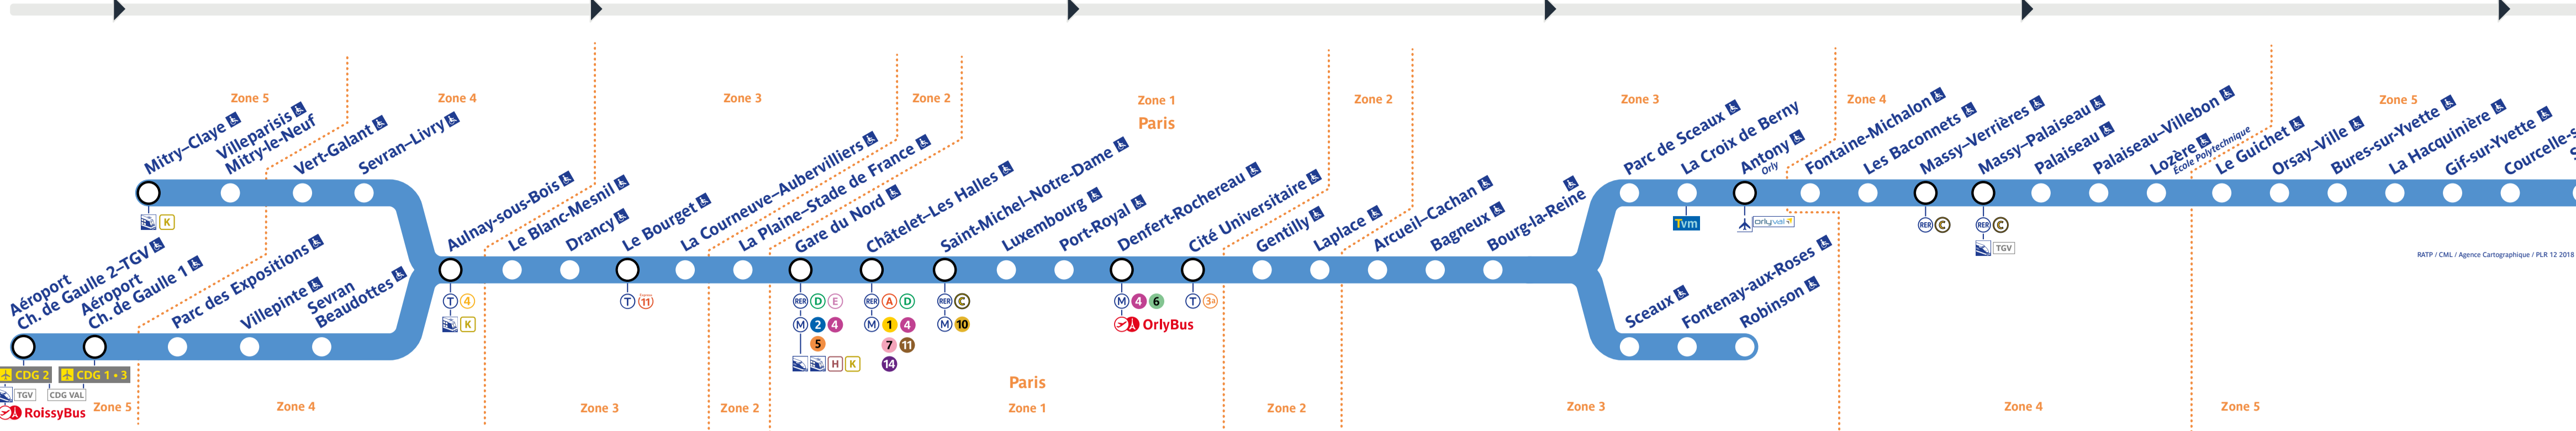 Zone 5
Zone 4
Zone 3
Zone 2
Zone 1
Paris
Zone 2
Zone 3
Zone 4
Zone 5
Mitry–Claye
Villeparisis
Mitry-le-Neuf
Vert-Galant
Sevran–Livry
K
Aéroport
Ch. de Gaulle 2–TGV
Aéroport
Ch. de Gaulle 1
Parc des Expositions
Villepinte
Sevran
Beaudottes
CDG 2
CDG 1 • 3
TGV
CDG VAL
RoissyBus
Aulnay-sous-Bois
T 4
K
Le Blanc-Mesnil
Drancy
Le Bourget
T 11
La Courneuve–Aubervilliers
La Plaine–Stade de France
Gare du Nord
RER D E
M 2 4
5
H K
Châtelet–Les Halles
RER A D
M 1 4
7 11
14
Saint-Michel–Notre-Dame
RER C
M 10
Luxembourg
Port-Royal
Denfert-Rochereau
M 4 6
OrlyBus
Cité Universitaire
T 3a
Gentilly
Laplace
Arcueil–Cachan
Bagneux
Bourg-la-Reine
Parc de Sceaux
La Croix de Berny
Tvm
Antony
Orly
orlyval
Fontaine-Michalon
Les Baconnets
Massy–Verrières
RER C
Massy–Palaiseau
RER C
TGV
Palaiseau
Palaiseau–Villebon
Lozère
École Polytechnique
Le Guichet
Orsay–Ville
Bures-sur-Yvette
La Hacquinière
Gif-sur-Yvette
Courcelle-s
Sceaux
Fontenay-aux-Roses
Robinson
RATP / CML / Agence Cartographique / PLR 12 2018
Zone 5
Zone 4
Zone 3
Zone 2
Paris
Zone 1
Zone 2
Zone 3
Zone 4
Zone 5